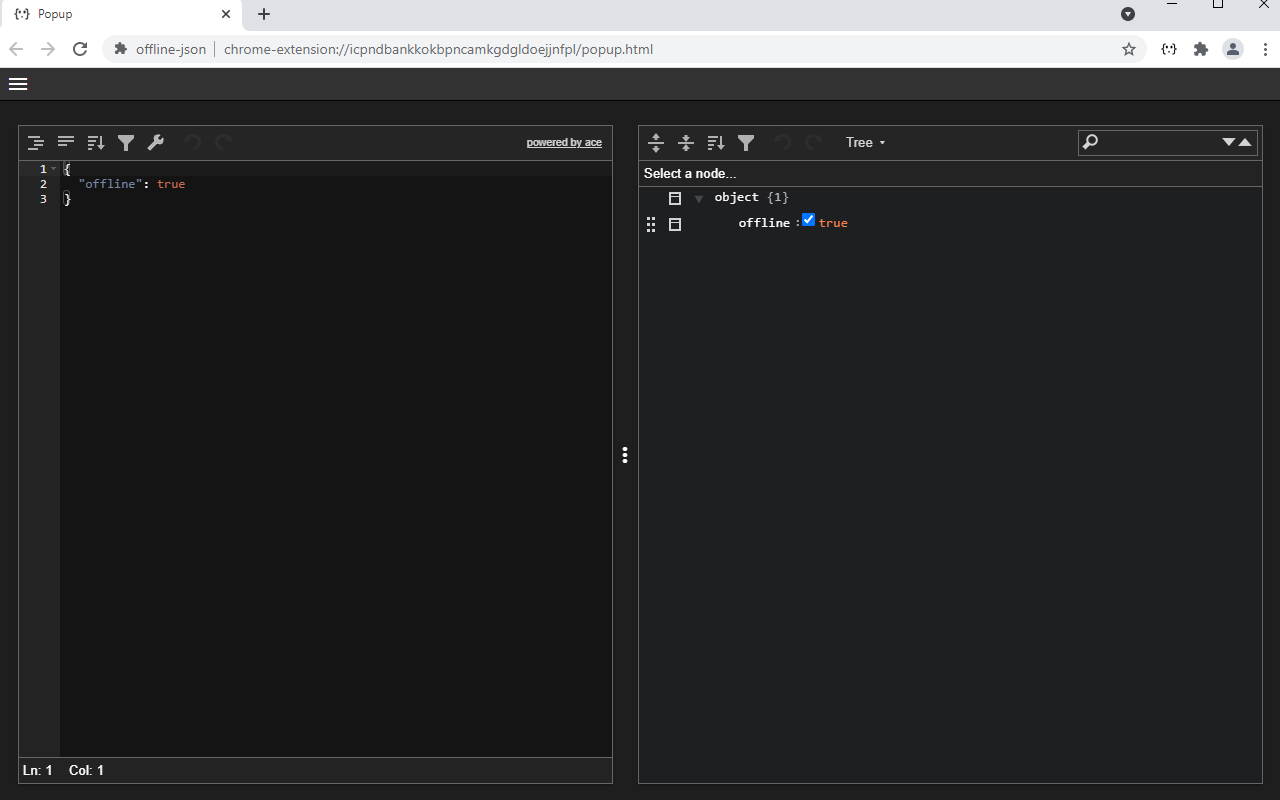 {·} Popup
offline-json | chrome-extension://icpndbankkokbpncamkgdgldoejjnfpl/popup.html
powered by ace
1 {
2 "offline": true
3 }
Ln: 1 Col: 1
Tree
Select a node...
object {1}
offline : true